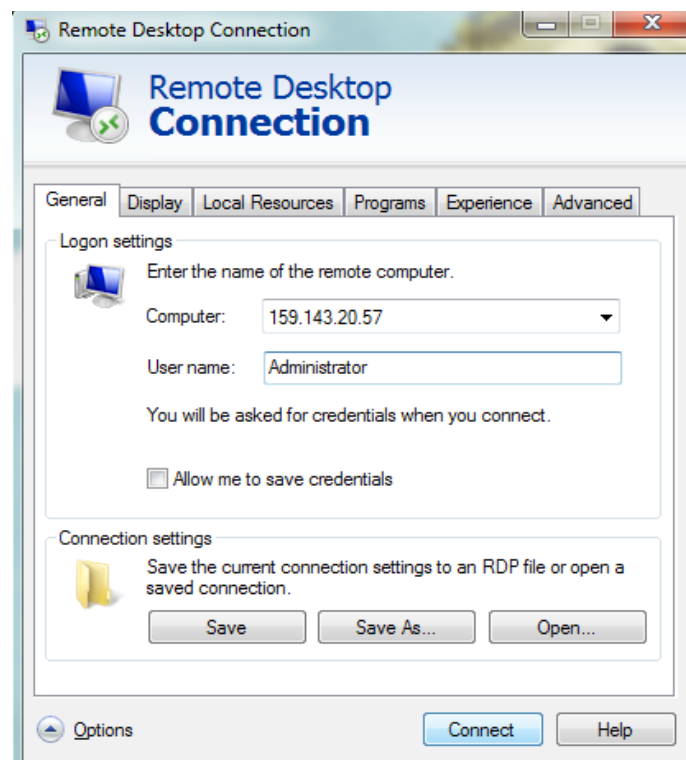 Remote Desktop Connection
Remote Desktop
Connection
General Display Local Resources Programs Experience Advanced
Logon settings
Enter the name of the remote computer.
Computer: 159.143.20.57
User name: Administrator
You will be asked for credentials when you connect.
Allow me to save credentials
Connection settings
Save the current connection settings to an RDP file or open a
saved connection.
Save Save As... Open...
Options Connect Help